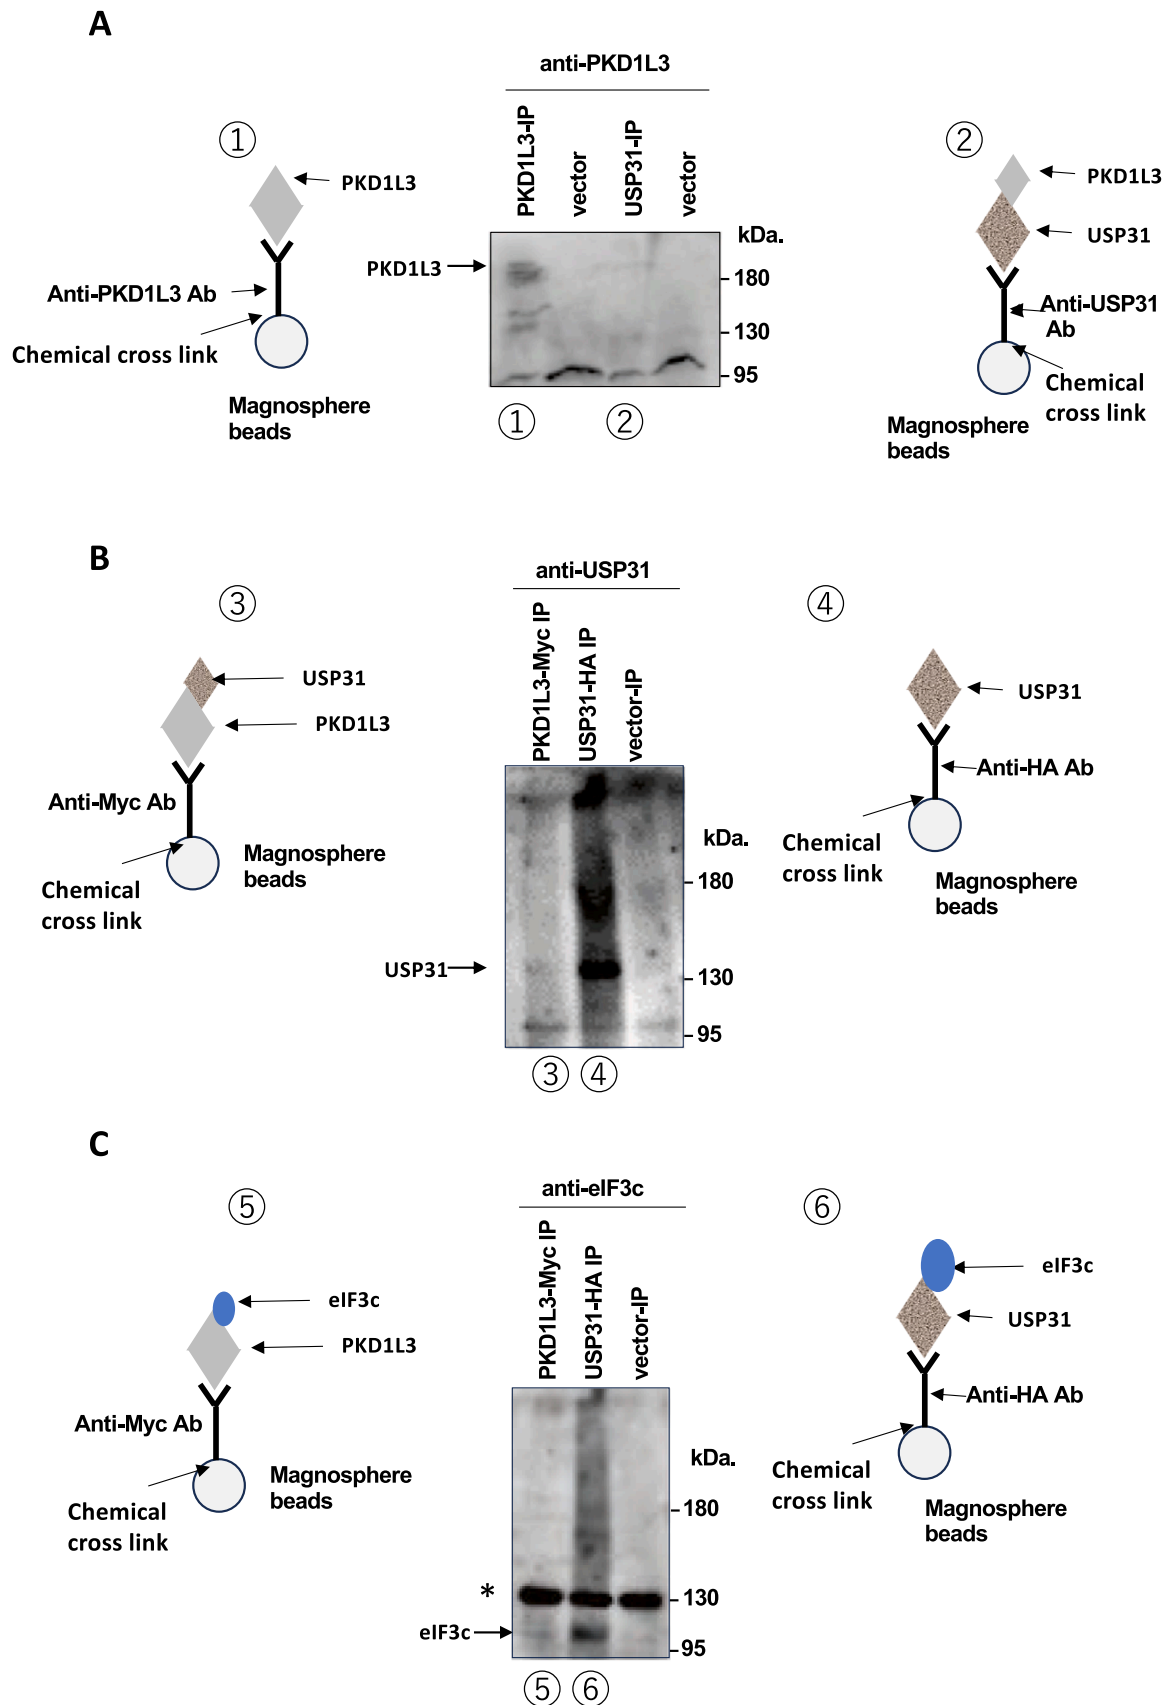 A
anti-PKD1L3
PKD1L3-IP
vector
USP31-IP
vector
①
PKD1L3
Anti-PKD1L3 Ab
Chemical cross link
Magnosphere
beads
PKD1L3
kDa.
180
130
95
①
②
②
PKD1L3
USP31
Anti-USP31
Ab
Chemical
cross link
Magnosphere
beads
B
anti-USP31
PKD1L3-Myc IP
USP31-HA IP
vector-IP
③
USP31
PKD1L3
Anti-Myc Ab
Magnosphere
beads
Chemical
cross link
USP31
kDa.
180
130
95
③
④
④
USP31
Anti-HA Ab
Chemical
cross link
Magnosphere
beads
C
anti-eIF3c
PKD1L3-Myc IP
USP31-HA IP
vector-IP
⑤
eIF3c
PKD1L3
Anti-Myc Ab
Magnosphere
beads
Chemical
cross link
*
eIF3c
kDa.
180
130
95
⑤
⑥
⑥
eIF3c
USP31
Anti-HA Ab
Chemical
cross link
Magnosphere
beads